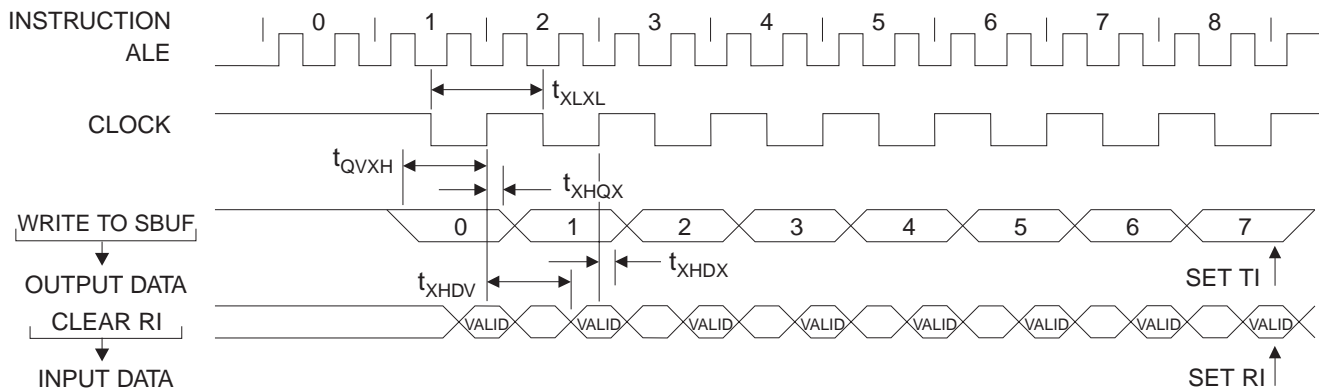 INSTRUCTION 0 1 2 3 4 5 6 7 8
ALE
tXLXL
CLOCK
tQVXH
tXHQX
WRITE TO SBUF 0 1 2 3 4 5 6 7
tXHDX
tXHDV
SET TI
OUTPUT DATA
CLEAR RI VALID VALID VALID VALID VALID VALID VALID VALID
SET RI
INPUT DATA